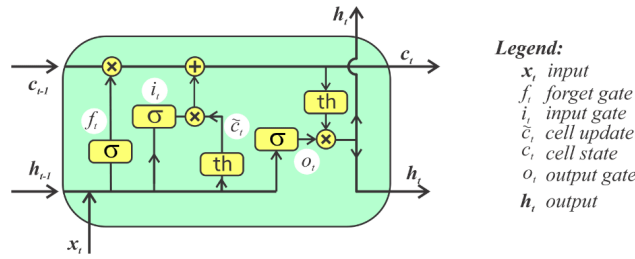 h_t
c_{t-1}
c_t
i_t
f_t
σ
σ
c̃_t
th
σ
o_t
th
h_{t-1}
h_t
x_t
Legend:
x_t input
f_t forget gate
i_t input gate
c̃_t cell update
c_t cell state
o_t output gate
h_t output